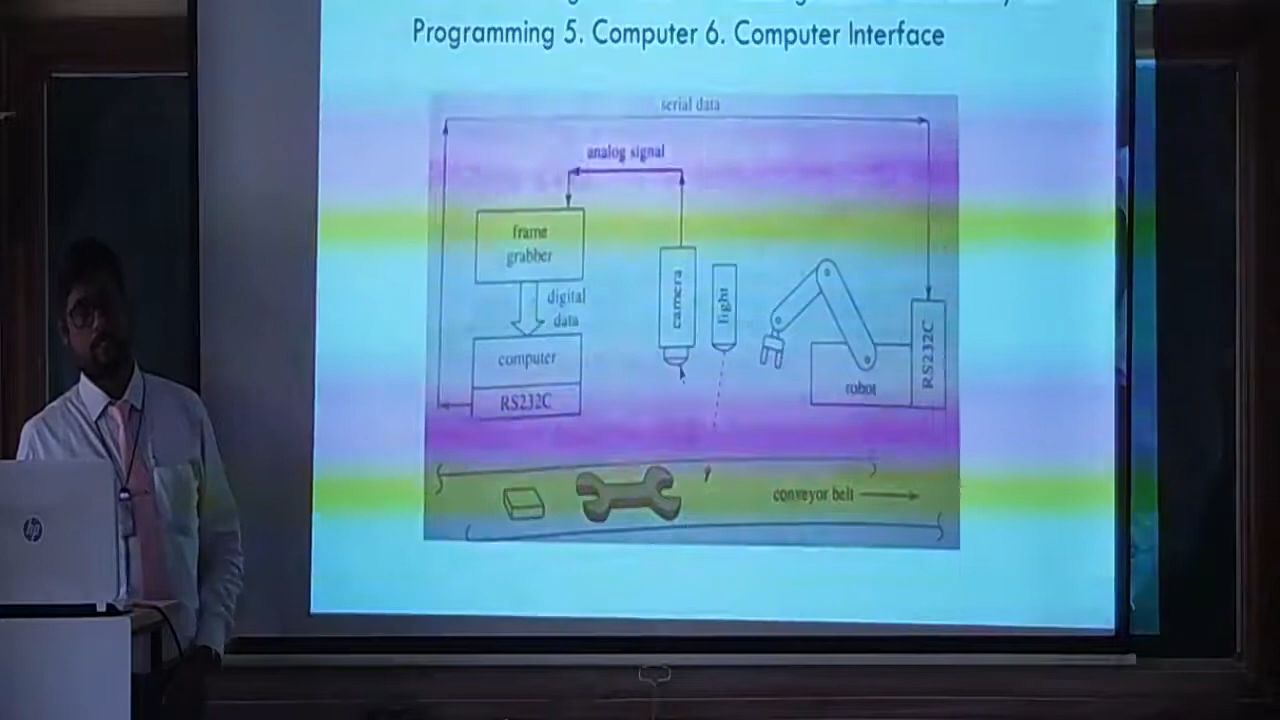 Programming 5. Computer 6. Computer Interface
serial data
analog signal
frame
grabber
digital
data
camera
light
computer
RS232C
robot
RS232C
conveyor belt
hp